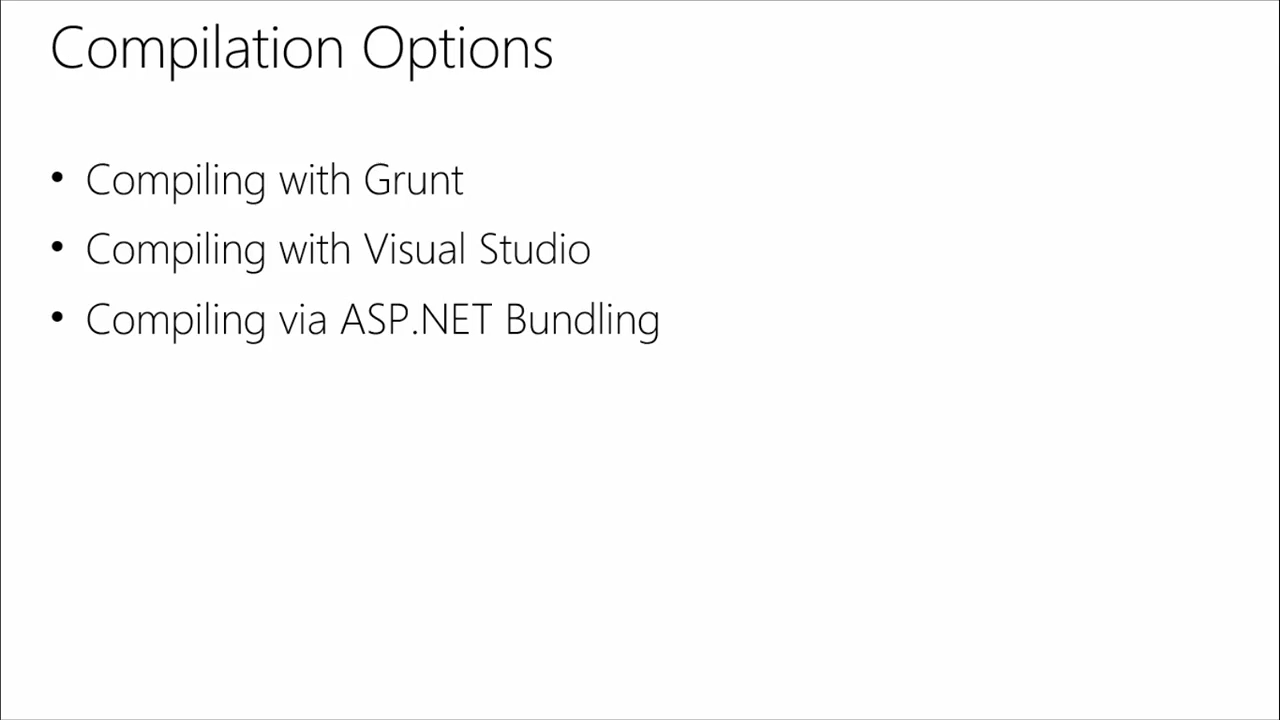 Compilation Options
• Compiling with Grunt
• Compiling with Visual Studio
• Compiling via ASP.NET Bundling